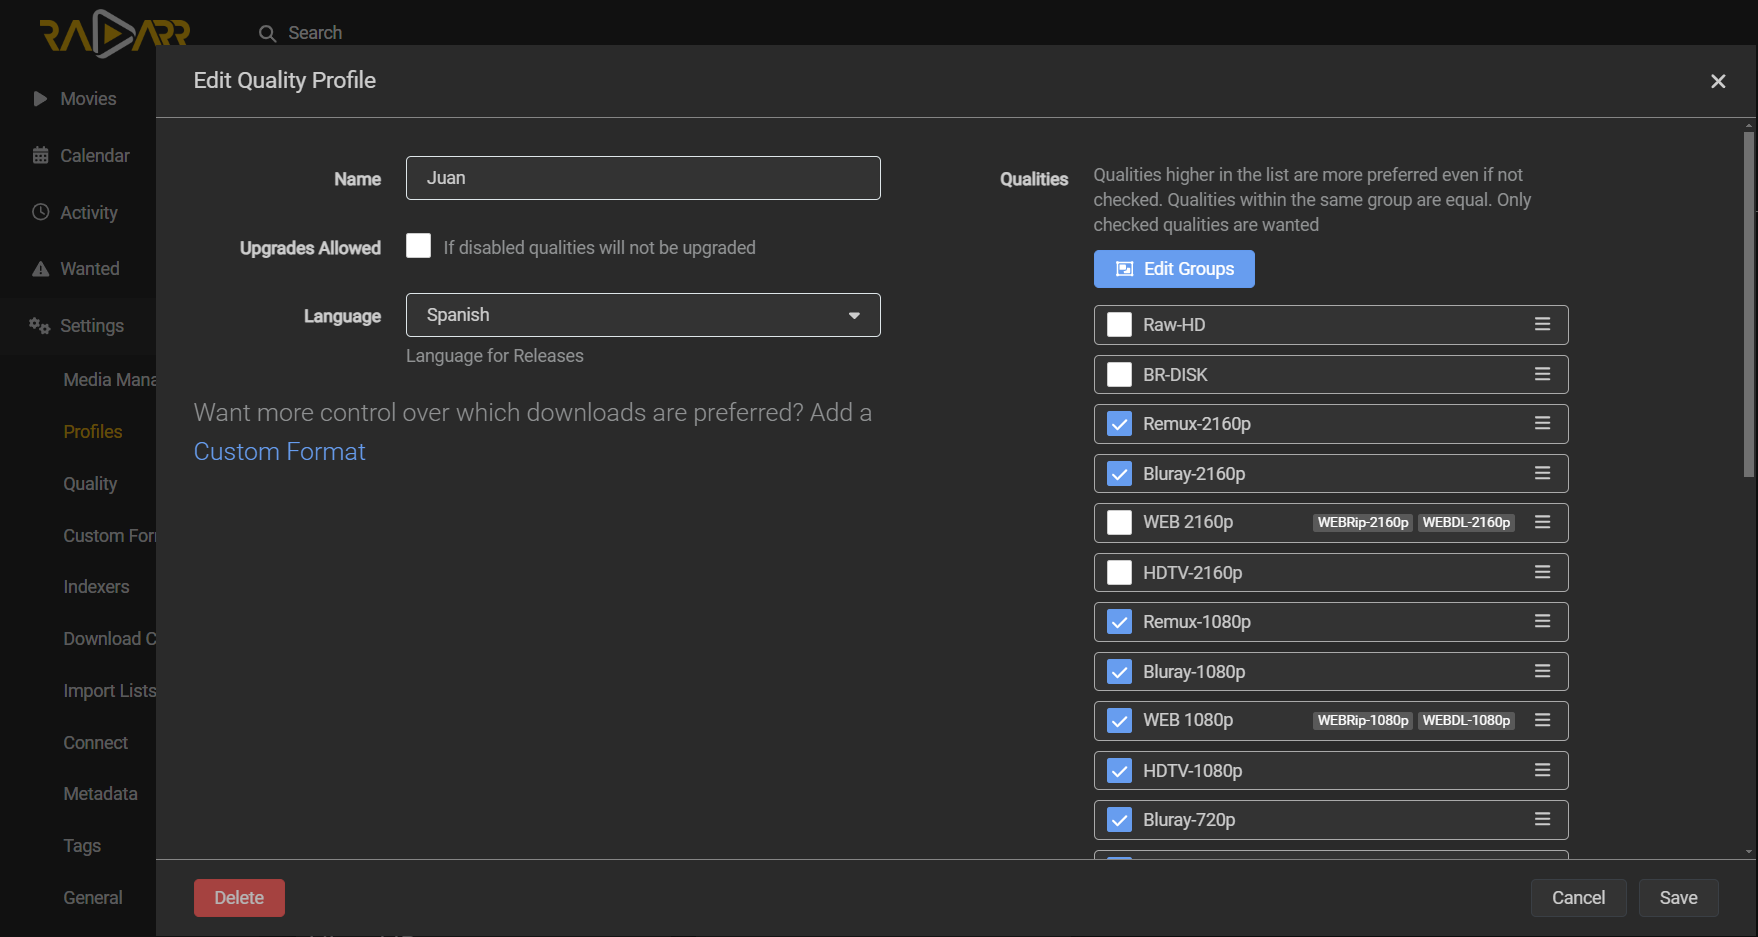 RADARR
Search
Movies
Calendar
Activity
Wanted
Settings
Media Mana
Profiles
Quality
Custom For
Indexers
Download C
Import Lists
Connect
Metadata
Tags
General
Edit Quality Profile
Name
Juan
Upgrades Allowed
If disabled qualities will not be upgraded
Language
Spanish
Language for Releases
Want more control over which downloads are preferred? Add a
Custom Format
Qualities
Qualities higher in the list are more preferred even if not
checked. Qualities within the same group are equal. Only
checked qualities are wanted
Edit Groups
Raw-HD
BR-DISK
Remux-2160p
Bluray-2160p
WEB 2160p WEBRip-2160p WEBDL-2160p
HDTV-2160p
Remux-1080p
Bluray-1080p
WEB 1080p WEBRip-1080p WEBDL-1080p
HDTV-1080p
Bluray-720p
Delete
Cancel
Save